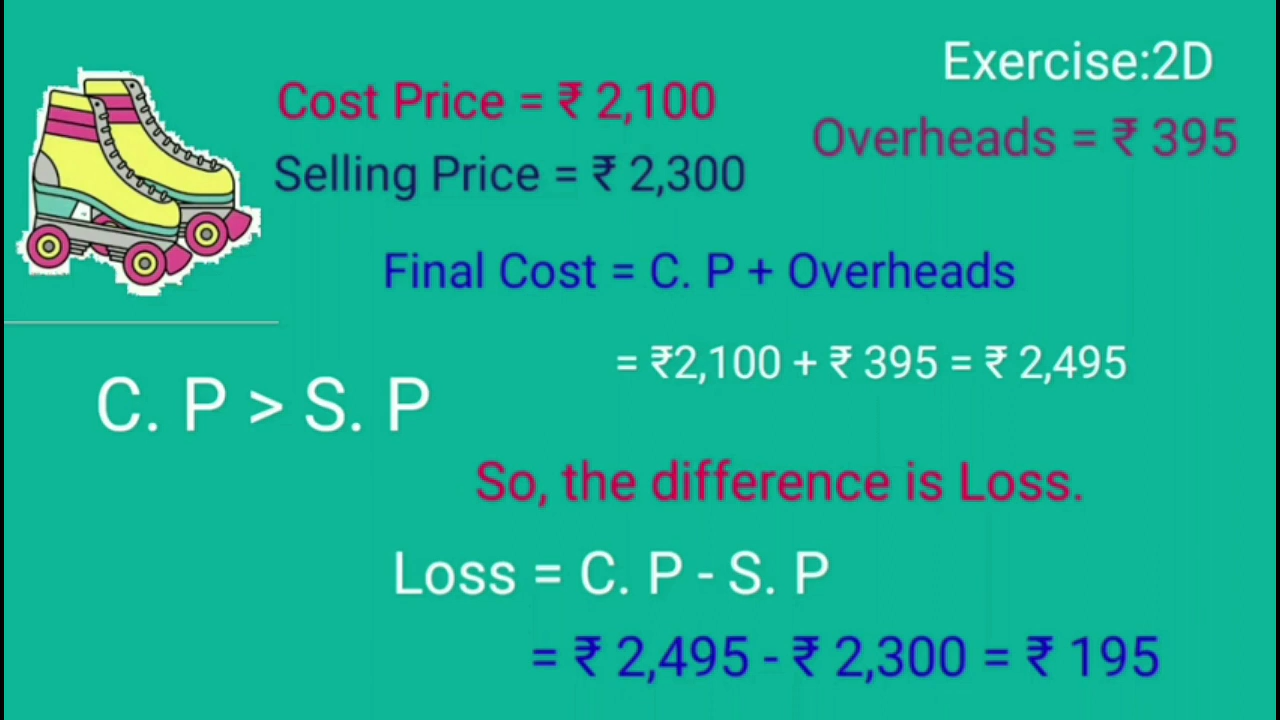 Exercise:2D
Cost Price = ₹ 2,100
Overheads = ₹ 395
Selling Price = ₹ 2,300
Final Cost = C. P + Overheads
= ₹2,100 + ₹ 395 = ₹ 2,495
C. P > S. P
So, the difference is Loss.
Loss = C. P - S. P
= ₹ 2,495 - ₹ 2,300 = ₹ 195